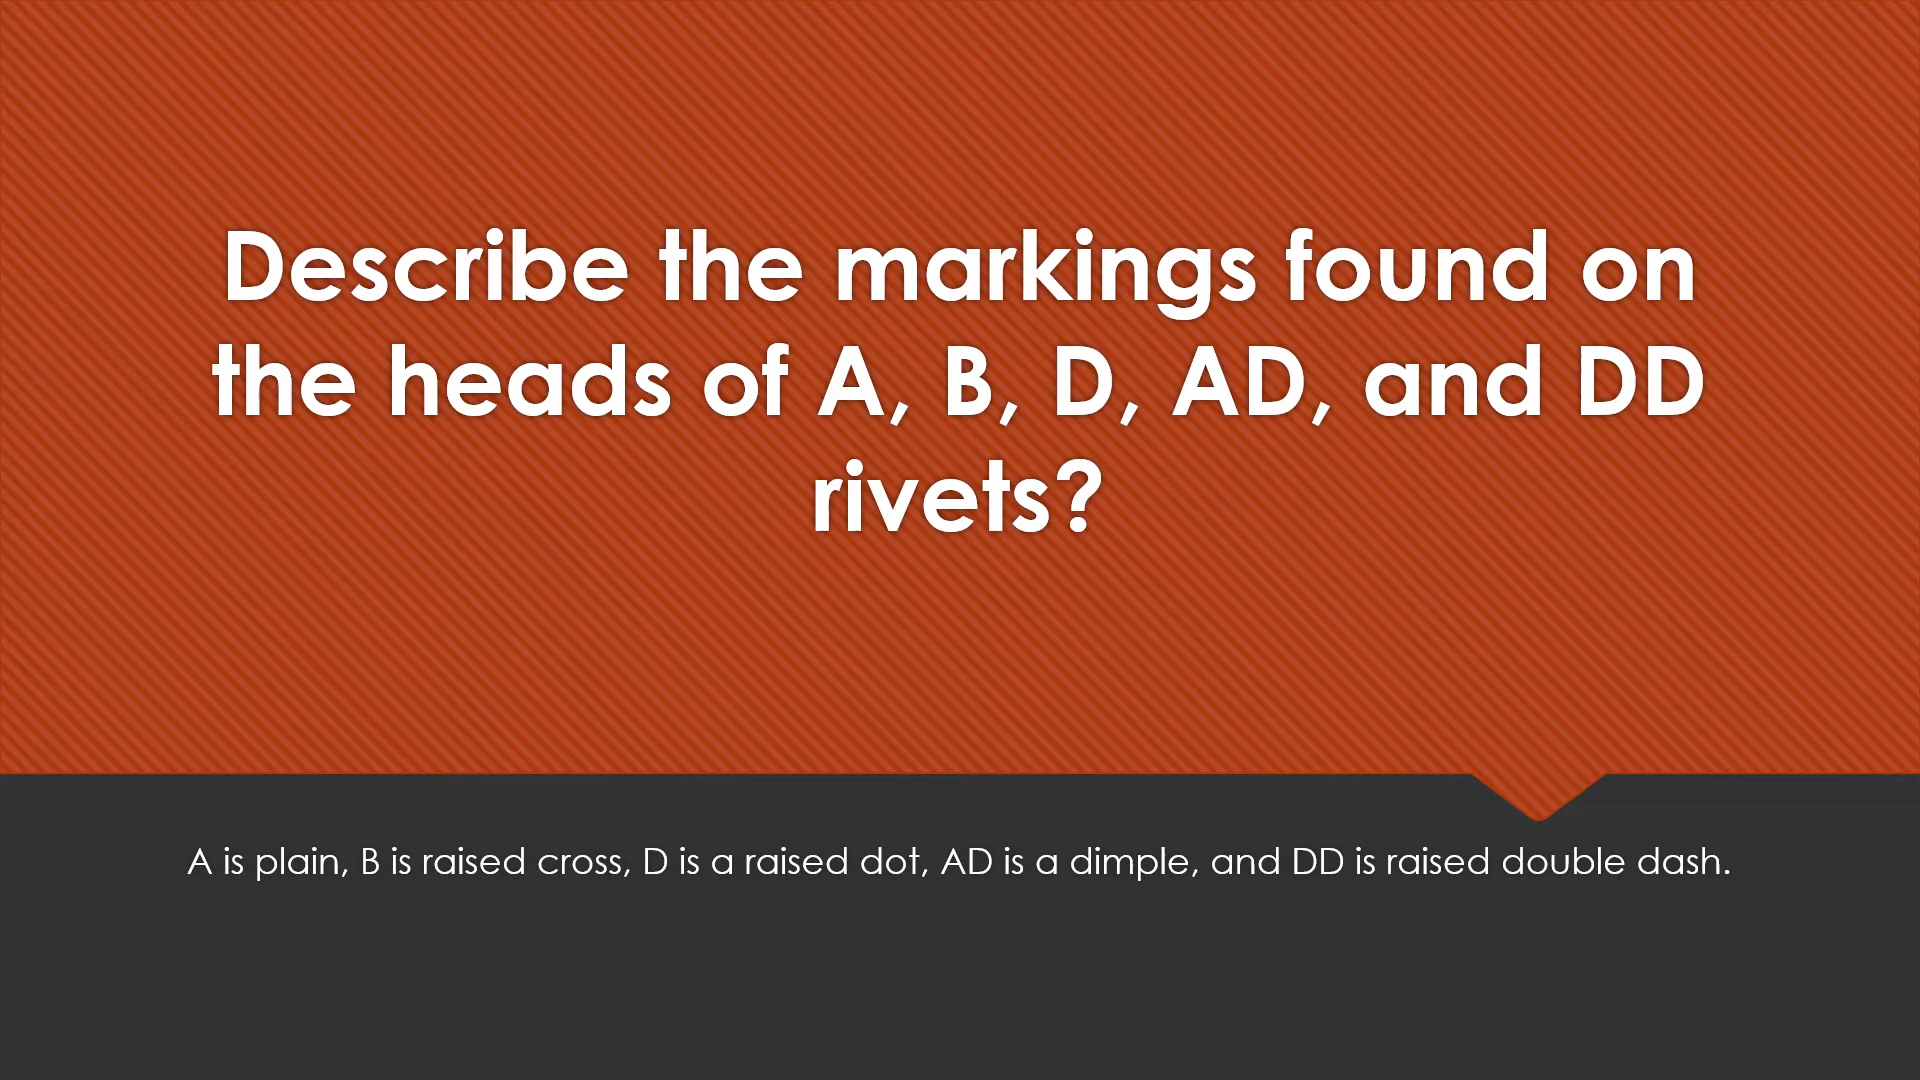 Describe the markings found on
the heads of A, B, D, AD, and DD
rivets?
A is plain, B is raised cross, D is a raised dot, AD is a dimple, and DD is raised double dash.